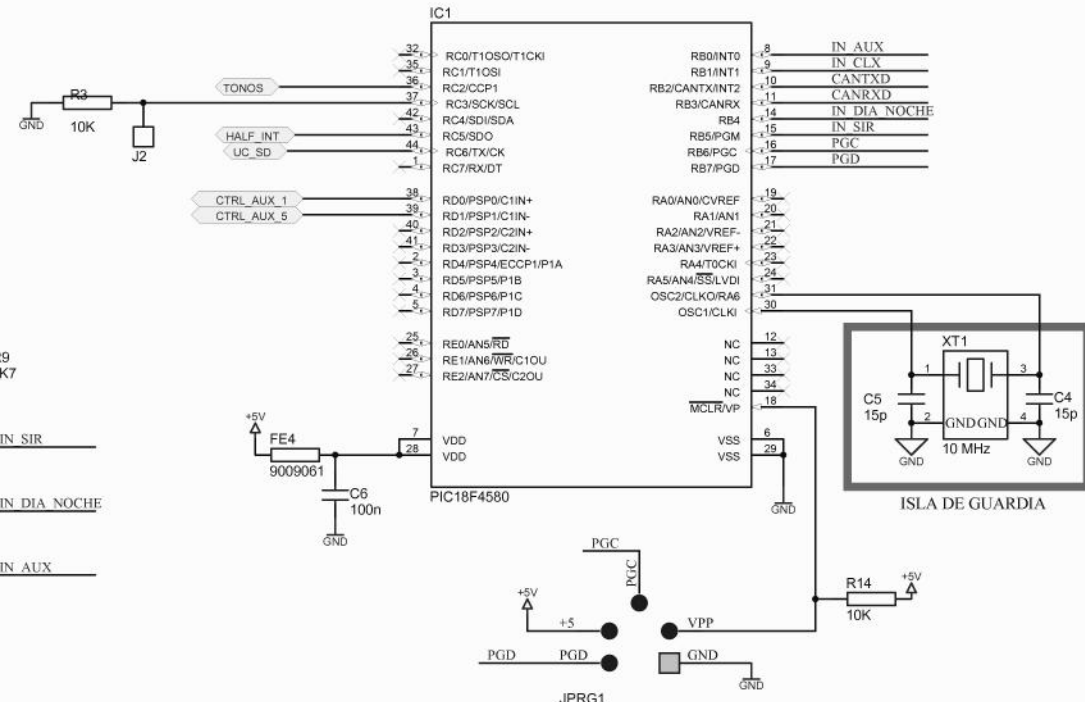 IC1
32 RC0/T1OSO/T1CKI
35 RC1/T1OSI
TONOS 36 RC2/CCP1
37 RC3/SCK/SCL
42 RC4/SDI/SDA
HALF_INT 43 RC5/SDO
UC_SD 44 RC6/TX/CK
1 RC7/RX/DT
R3
10K
GND
J2
CTRL_AUX_1 38 RD0/PSP0/C1IN+
CTRL_AUX_5 39 RD1/PSP1/C1IN-
40 RD2/PSP2/C2IN+
41 RD3/PSP3/C2IN-
2 RD4/PSP4/ECCP1/P1A
3 RD5/PSP5/P1B
4 RD6/PSP6/P1C
5 RD7/PSP7/P1D
25 RE0/AN5/RD
26 RE1/AN6/WR/C1OU
27 RE2/AN7/CS/C2OU
7 VDD
28 VDD
RB0/INT0 8 IN_AUX
RB1/INT1 9 IN_CLX
RB2/CANTX/INT2 10 CANTXD
RB3/CANRX 11 CANRXD
RB4 14 IN_DIA_NOCHE
RB5/PGM 15 IN_SIR
RB6/PGC 16 PGC
RB7/PGD 17 PGD
RA0/AN0/CVREF 19
RA1/AN1 20
RA2/AN2/VREF- 21
RA3/AN3/VREF+ 22
RA4/T0CKI 23
RA5/AN4/SS/LVDI 24
OSC2/CLKO/RA6 31
OSC1/CLKI 30
NC 12
NC 13
NC 33
NC 34
MCLR/VP 18
VSS 6
VSS 29
PIC18F4580
GND
XT1
1 3
C5
15p
C4
15p
2 GND GND 4
10 MHz
GND
GND
ISLA DE GUARDIA
K7
IN_SIR
IN_DIA_NOCHE
IN_AUX
+5V
FE4
9009061
C6
100n
GND
PGC
PGC
+5V
+5
VPP
PGD PGD
GND
GND
JPRG1
R14
10K
+5V